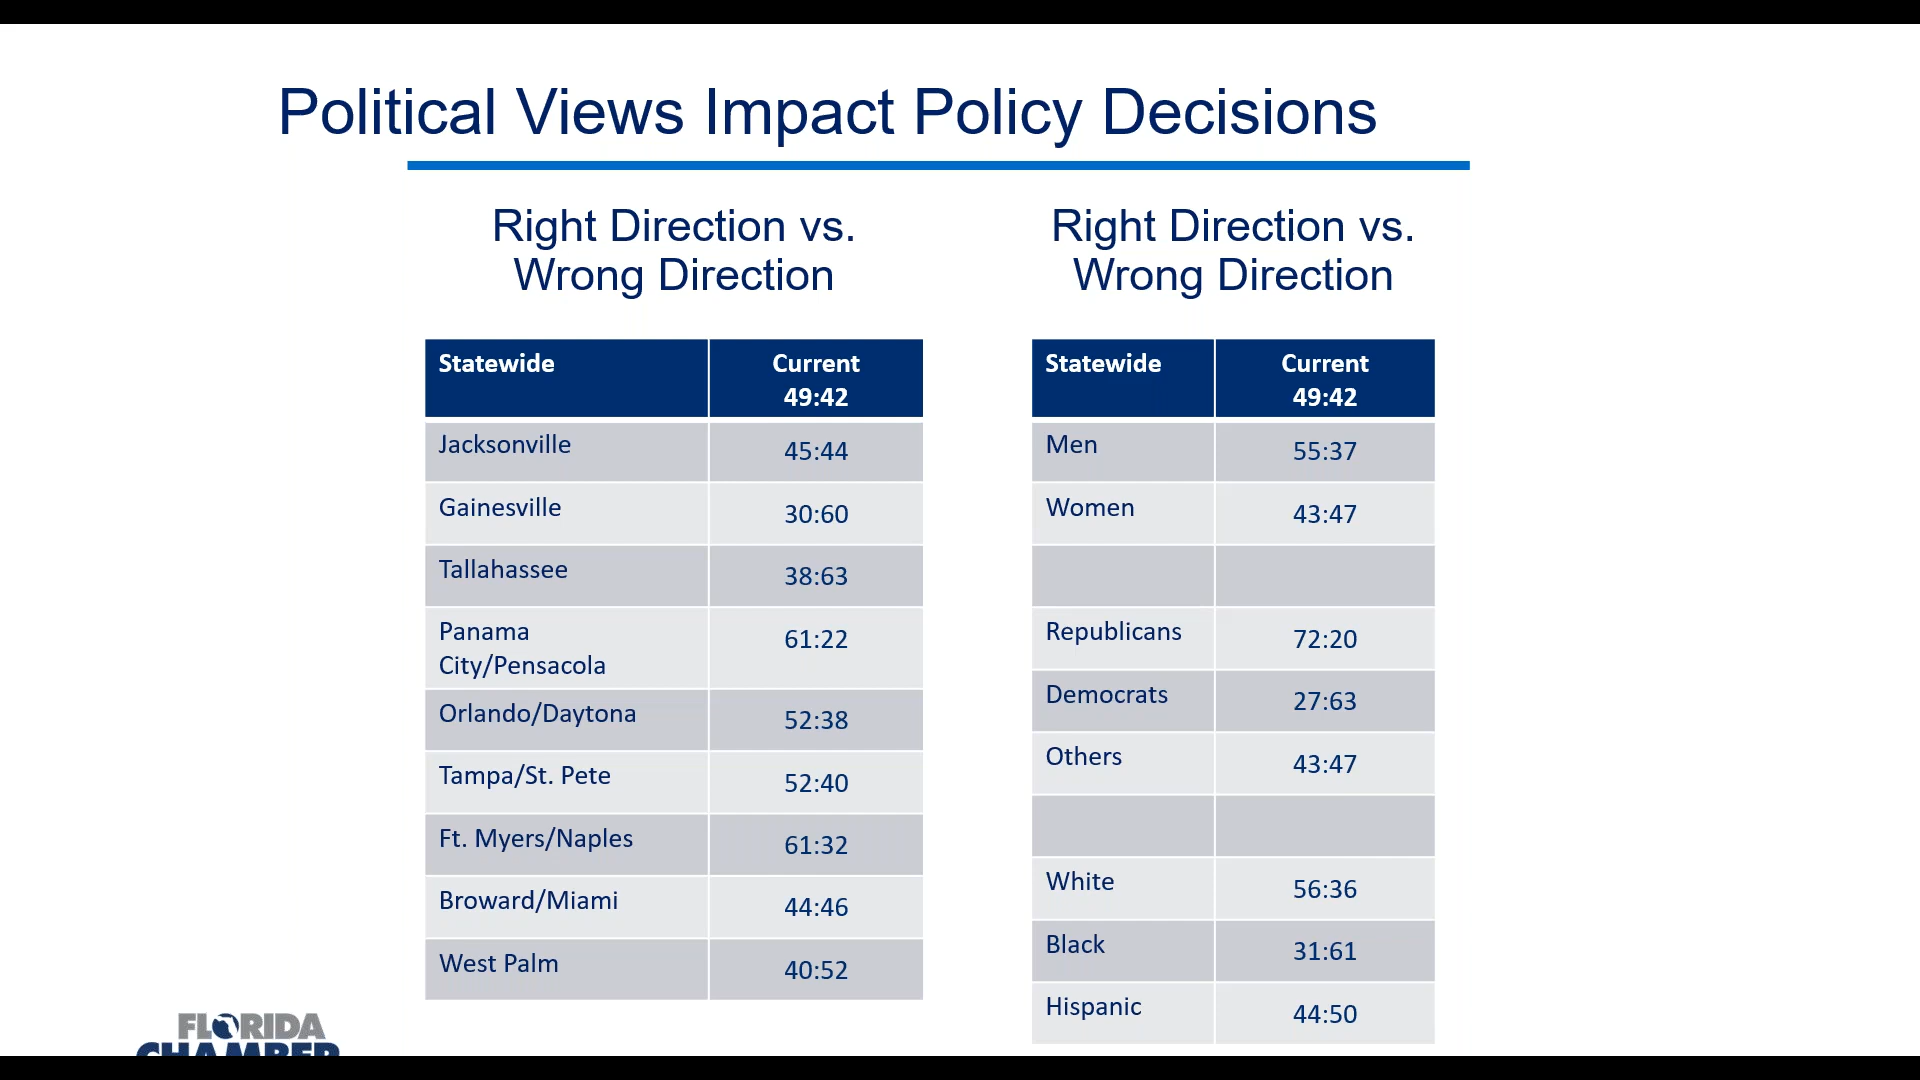 Political Views Impact Policy Decisions
Right Direction vs.
Wrong Direction
Statewide Current
49:42
Jacksonville 45:44
Gainesville 30:60
Tallahassee 38:63
Panama
City/Pensacola 61:22
Orlando/Daytona 52:38
Tampa/St. Pete 52:40
Ft. Myers/Naples 61:32
Broward/Miami 44:46
West Palm 40:52
Right Direction vs.
Wrong Direction
Statewide Current
49:42
Men 55:37
Women 43:47
Republicans 72:20
Democrats 27:63
Others 43:47
White 56:36
Black 31:61
Hispanic 44:50
FLORIDA
CHAMBER